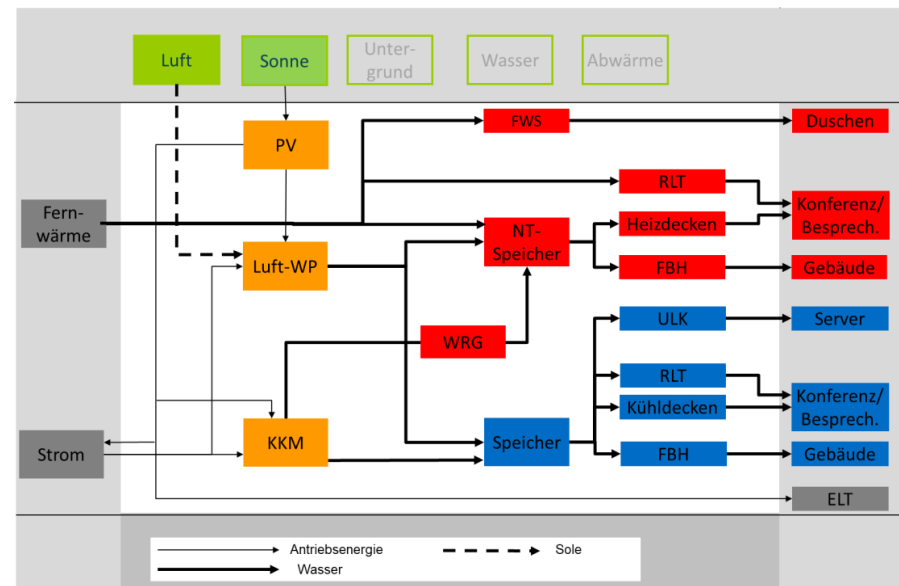 Luft
Sonne
Unter-
grund
Wasser
Abwärme
PV
FWS
Duschen
RLT
Fern-
wärme
Heizdecken
Konferenz/
Besprech.
NT-
Speicher
Luft-WP
FBH
Gebäude
ULK
Server
WRG
RLT
Kühldecken
Konferenz/
Besprech.
KKM
Speicher
Strom
FBH
Gebäude
ELT
Antriebsenergie
Sole
Wasser